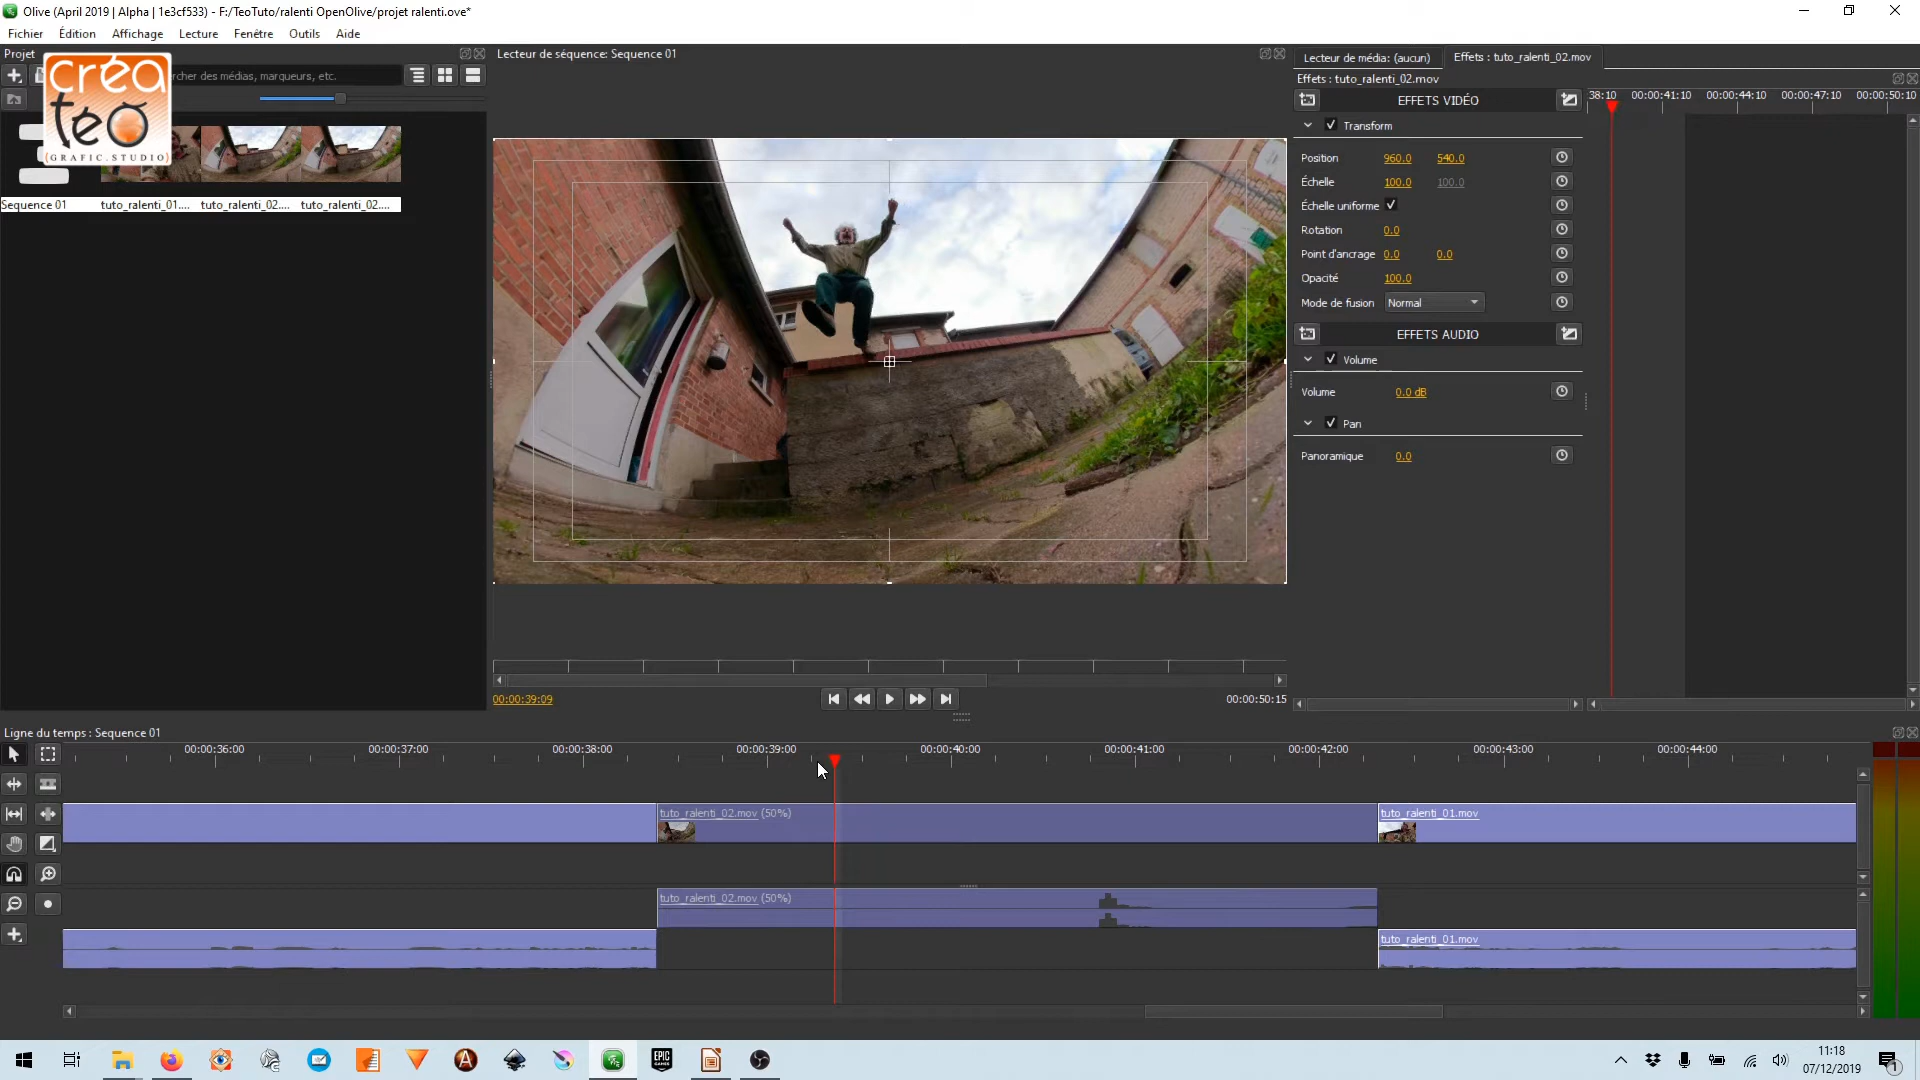 Olive (April 2019 | Alpha | 1e3cf533) - F:/TeoTuto/ralenti OpenOlive/projet ralenti.ove*
Fichier Édition Affichage Lecture Fenêtre Outils Aide
Projet
créa
teo
(GRAFIC.STUDIO)
cher des médias, marqueurs, etc.
Sequence 01 tuto_ralenti_01.... tuto_ralenti_02.... tuto_ralenti_02....
Lecteur de séquence: Sequence 01
00:00:39:09 00:00:50:15
Lecteur de média: (aucun) Effets : tuto_ralenti_02.mov
Effets : tuto_ralenti_02.mov
EFFETS VIDÉO
38:10 00:00:41:10 00:00:44:10 00:00:47:10 00:00:50:10
Transform
Position 960.0 540.0
Échelle 100.0 100.0
Échelle uniforme
Rotation 0.0
Point d'ancrage 0.0 0.0
Opacité 100.0
Mode de fusion Normal
EFFETS AUDIO
Volume
Volume 0.0 dB
Pan
Panoramique 0.0
Ligne du temps : Sequence 01
00:00:36:00 00:00:37:00 00:00:38:00 00:00:39:00 00:00:40:00 00:00:41:00 00:00:42:00 00:00:43:00 00:00:44:00
tuto_ralenti_02.mov (50%) tuto_ralenti_01.mov
tuto_ralenti_02.mov (50%)
tuto_ralenti_01.mov
EPIC
GAMES
11:18
07/12/2019
1